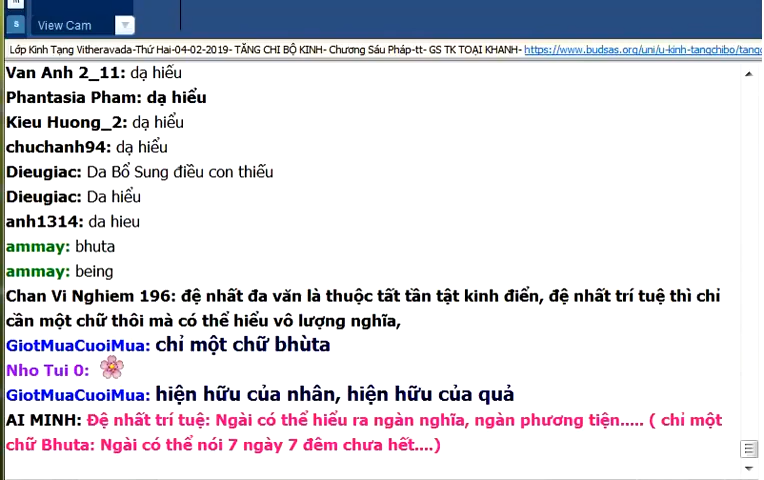 View Cam
Lớp Kinh Tạng Vitheravada-Thứ Hai-04-02-2019- TĂNG CHI BỘ KINH- Chương Sáu Pháp-tt- GS TK TOẠI KHANH- https://www.budsas.org/uni/u-kinh-tangchibo/tang
Van Anh 2_11: dạ hiếu
Phantasia Pham: dạ hiểu
Kieu Huong_2: dạ hiểu
chuchanh94: dạ hiểu
Dieugiac: Da Bổ Sung điều con thiếu
Dieugiac: Da hiểu
anh1314: da hieu
ammay: bhuta
ammay: being
Chan Vi Nghiem 196: đệ nhất đa văn là thuộc tất tần tật kinh điển, đệ nhất trí tuệ thì chỉ
cần một chữ thôi mà có thể hiểu vô lượng nghĩa,
GiotMuaCuoiMua: chỉ một chữ bhùta
Nho Tui 0:
GiotMuaCuoiMua: hiện hữu của nhân, hiện hữu của quả
AI MINH: Đệ nhất trí tuệ: Ngài có thể hiểu ra ngàn nghĩa, ngàn phương tiện..... ( chỉ một
chữ Bhuta: Ngài có thể nói 7 ngày 7 đêm chưa hết....)